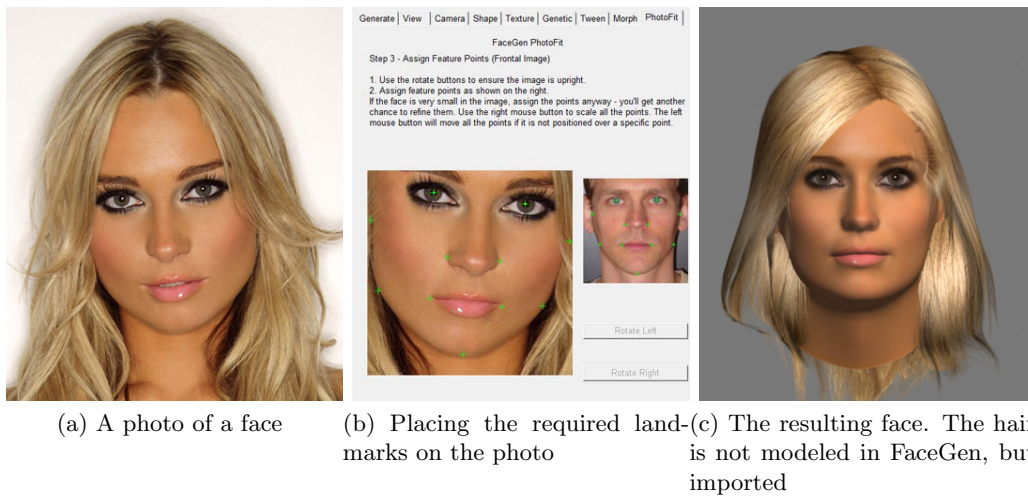 Generate View Camera Shape Texture Genetic Tween Morph PhotoFit
FaceGen PhotoFit
Step 3 - Assign Feature Points (Frontal Image)
1. Use the rotate buttons to ensure the image is upright.
2. Assign feature points as shown on the right.
If the face is very small in the image, assign the points anyway - you'll get another
chance to refine them. Use the right mouse button to scale all the points. The left
mouse button will move all the points if it is not positioned over a specific point.
Rotate Left
Rotate Right
(a) A photo of a face
(b) Placing the required land-
marks on the photo
(c) The resulting face. The hair
is not modeled in FaceGen, but
imported